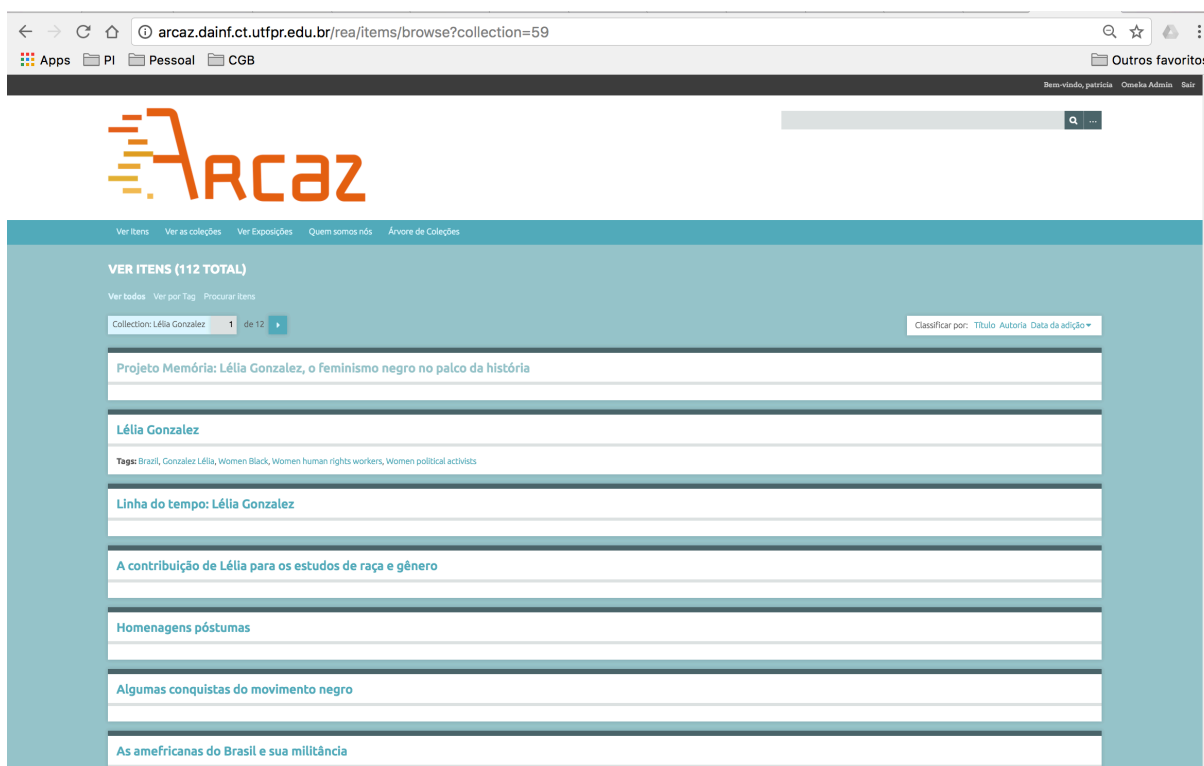 arcaz.dainf.ct.utfpr.edu.br/rea/items/browse?collection=59
Apps PI Pessoal CGB Outros favoritos
Bem-vindo, patricia Omeka Admin Sair
ARCAZ
...
Ver Itens Ver as coleções Ver Exposições Quem somos nós Árvore de Coleções
VER ITENS (112 TOTAL)
Ver todos Ver por Tag Procurar itens
Collection: Lélia Gonzalez 1 de 12 Classificar por: Título Autoria Data da adição
Projeto Memória: Lélia Gonzalez, o feminismo negro no palco da história
Lélia Gonzalez
Tags: Brazil, Gonzalez Lélia, Women Black, Women human rights workers, Women political activists
Linha do tempo: Lélia Gonzalez
A contribuição de Lélia para os estudos de raça e gênero
Homenagens póstumas
Algumas conquistas do movimento negro
As amefricanas do Brasil e sua militância